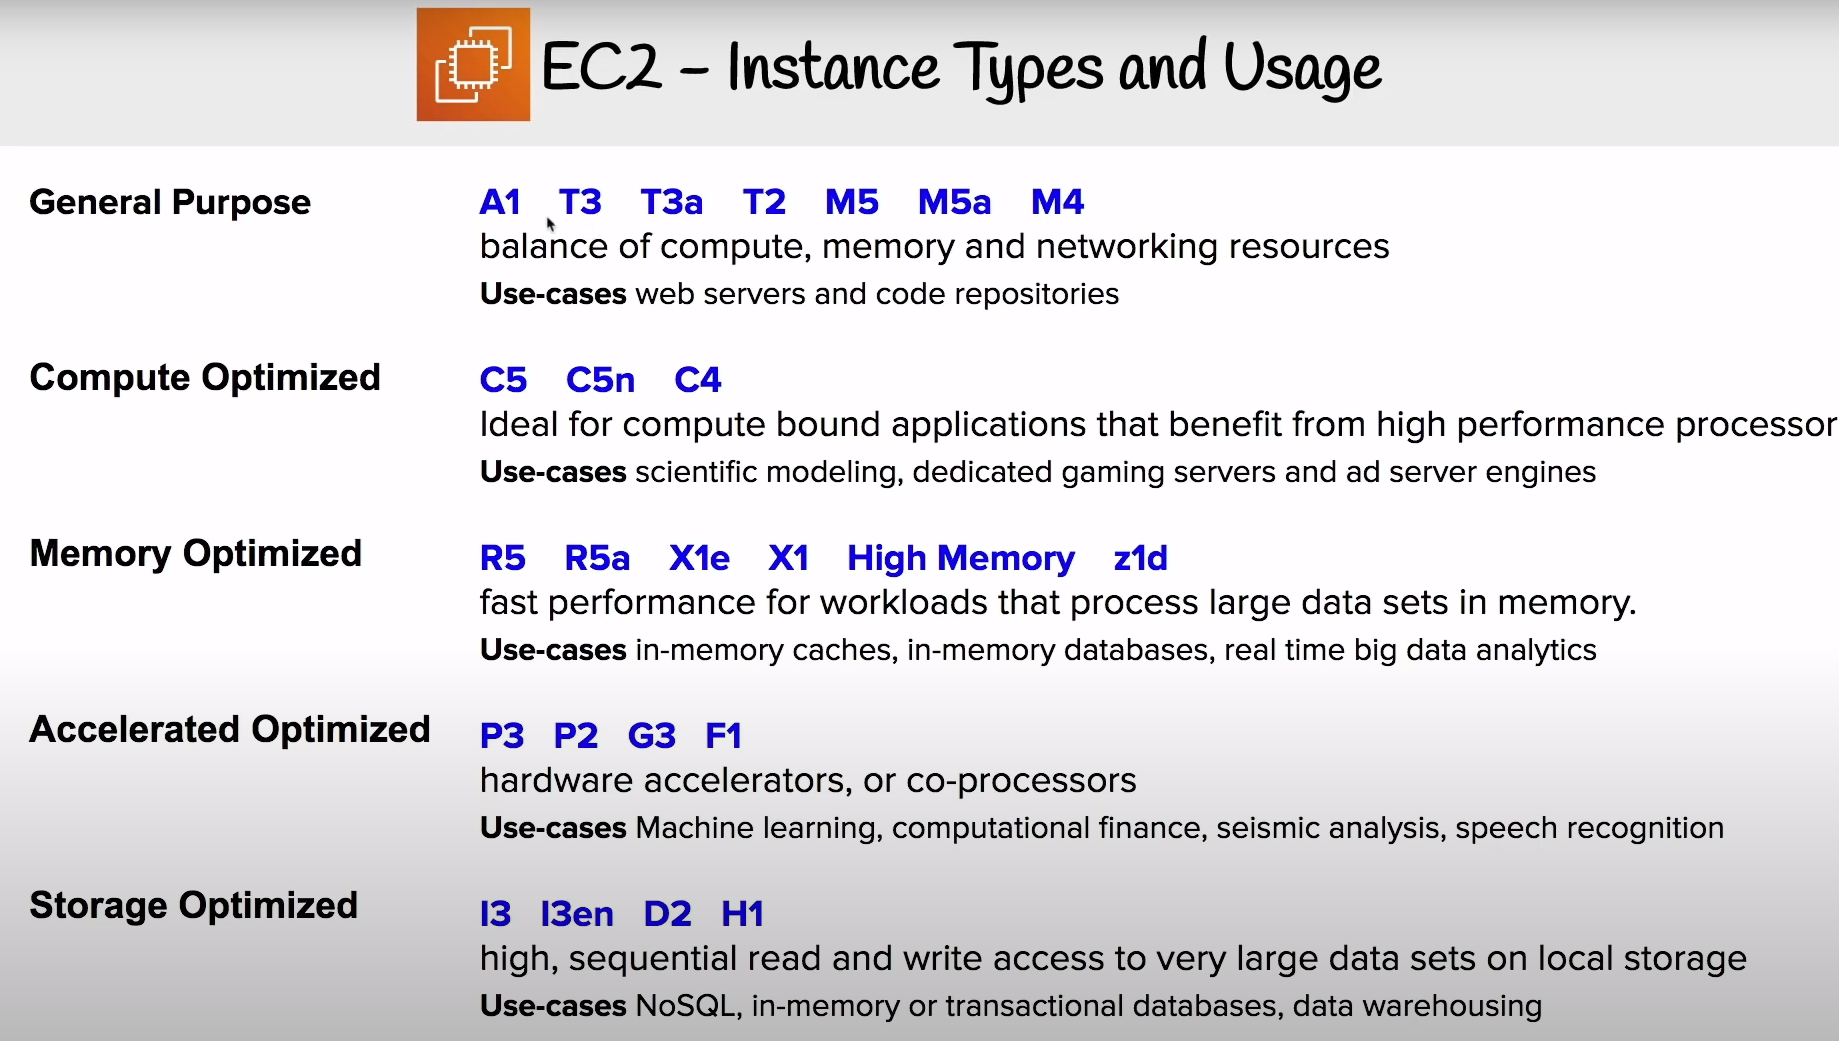 EC2 - Instance Types and Usage
General Purpose
A1 T3 T3a T2 M5 M5a M4
balance of compute, memory and networking resources
Use-cases web servers and code repositories
Compute Optimized
C5 C5n C4
Ideal for compute bound applications that benefit from high performance processor
Use-cases scientific modeling, dedicated gaming servers and ad server engines
Memory Optimized
R5 R5a X1e X1 High Memory z1d
fast performance for workloads that process large data sets in memory.
Use-cases in-memory caches, in-memory databases, real time big data analytics
Accelerated Optimized
P3 P2 G3 F1
hardware accelerators, or co-processors
Use-cases Machine learning, computational finance, seismic analysis, speech recognition
Storage Optimized
I3 I3en D2 H1
high, sequential read and write access to very large data sets on local storage
Use-cases NoSQL, in-memory or transactional databases, data warehousing